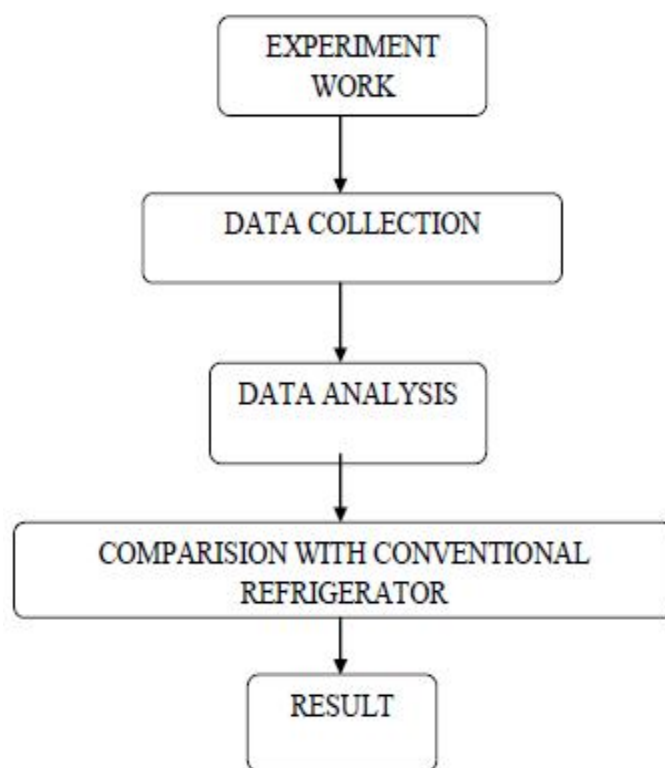 EXPERIMENT
WORK
DATA COLLECTION
DATA ANALYSIS
COMPARISION WITH CONVENTIONAL
REFRIGERATOR
RESULT